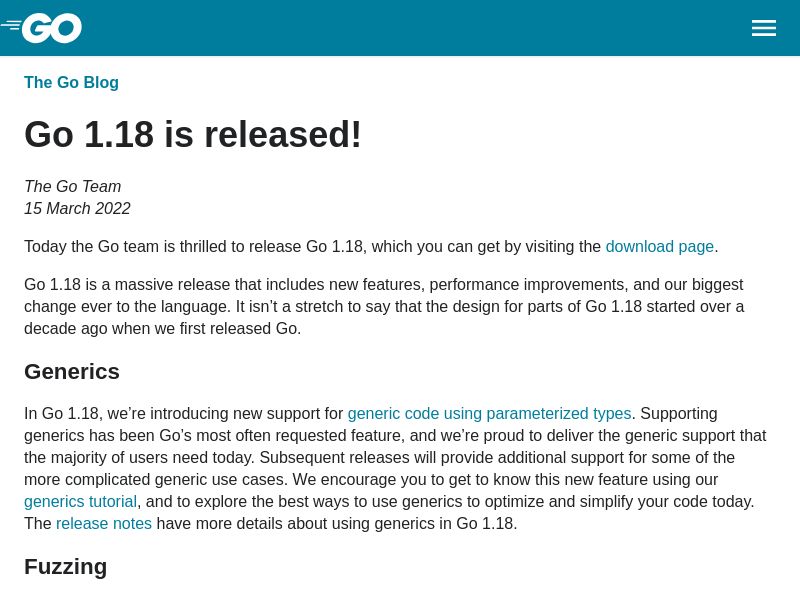 GO
The Go Blog
Go 1.18 is released!
The Go Team
15 March 2022
Today the Go team is thrilled to release Go 1.18, which you can get by visiting the download page.
Go 1.18 is a massive release that includes new features, performance improvements, and our biggest
change ever to the language. It isn’t a stretch to say that the design for parts of Go 1.18 started over a
decade ago when we first released Go.
Generics
In Go 1.18, we’re introducing new support for generic code using parameterized types. Supporting
generics has been Go’s most often requested feature, and we’re proud to deliver the generic support that
the majority of users need today. Subsequent releases will provide additional support for some of the
more complicated generic use cases. We encourage you to get to know this new feature using our
generics tutorial, and to explore the best ways to use generics to optimize and simplify your code today.
The release notes have more details about using generics in Go 1.18.
Fuzzing